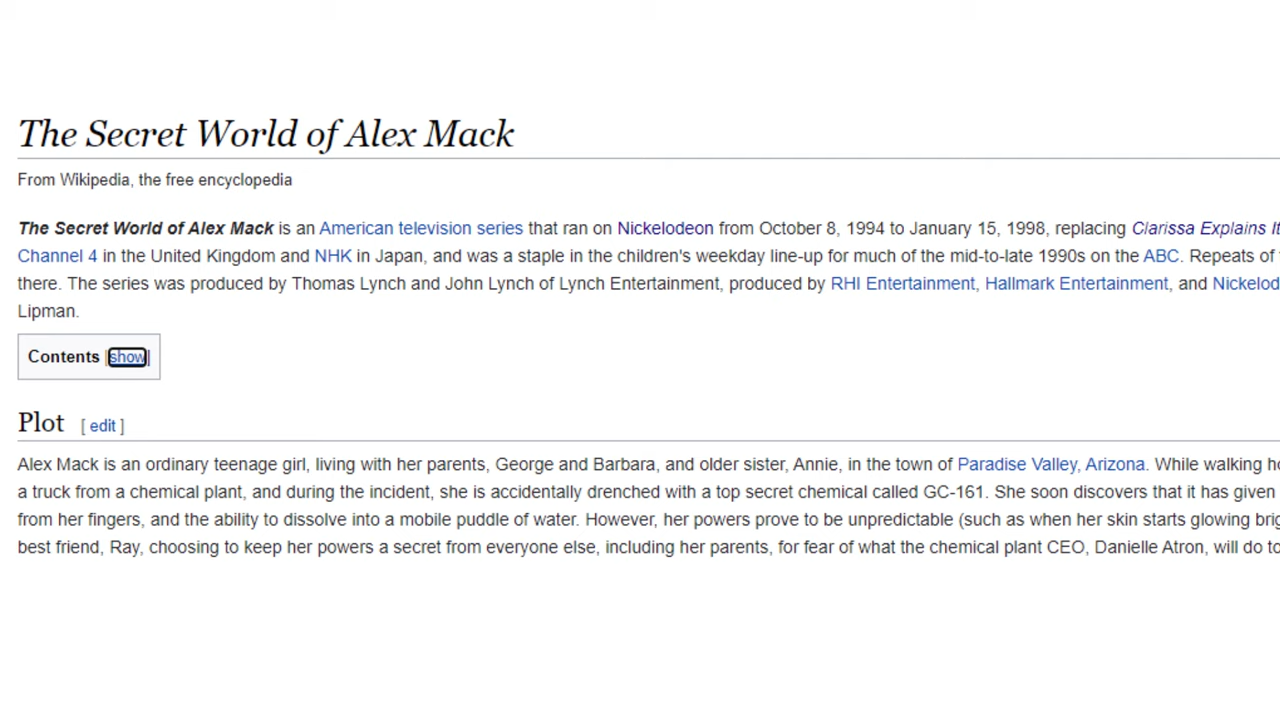 The Secret World of Alex Mack
From Wikipedia, the free encyclopedia
The Secret World of Alex Mack is an American television series that ran on Nickelodeon from October 8, 1994 to January 15, 1998, replacing Clarissa Explains It
Channel 4 in the United Kingdom and NHK in Japan, and was a staple in the children's weekday line-up for much of the mid-to-late 1990s on the ABC. Repeats of
there. The series was produced by Thomas Lynch and John Lynch of Lynch Entertainment, produced by RHI Entertainment, Hallmark Entertainment, and Nickelod
Lipman.
Contents [show]
Plot [ edit ]
Alex Mack is an ordinary teenage girl, living with her parents, George and Barbara, and older sister, Annie, in the town of Paradise Valley, Arizona. While walking ho
a truck from a chemical plant, and during the incident, she is accidentally drenched with a top secret chemical called GC-161. She soon discovers that it has given
from her fingers, and the ability to dissolve into a mobile puddle of water. However, her powers prove to be unpredictable (such as when her skin starts glowing brig
best friend, Ray, choosing to keep her powers a secret from everyone else, including her parents, for fear of what the chemical plant CEO, Danielle Atron, will do to